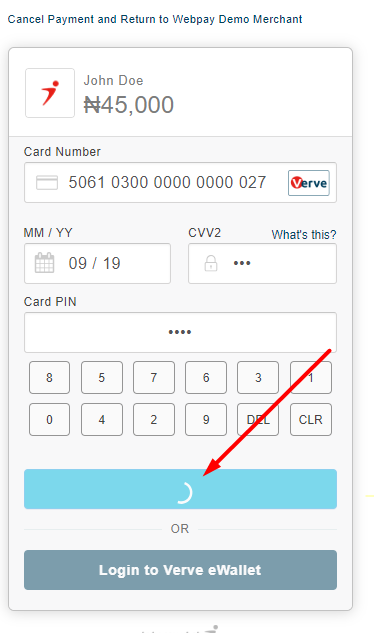 Cancel Payment and Return to Webpay Demo Merchant
John Doe
₦45,000
Card Number
5061 0300 0000 0000 027
Verve
MM / YY
CVV2
What's this?
09 / 19
•••
Card PIN
••••
8 5 7 6 3 1
0 4 2 9 DEL CLR
OR
Login to Verve eWallet